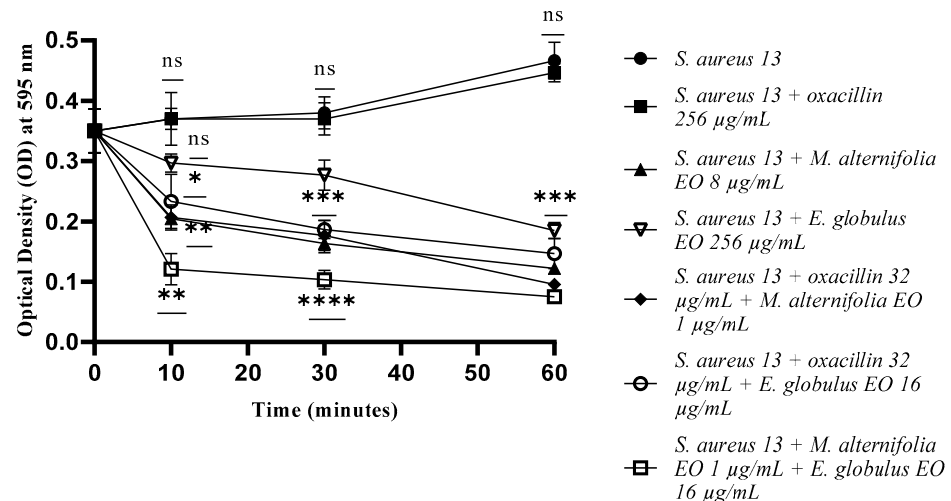 ns
0.5
ns
ns
0.4
ns
0.3
*
***
***
0.2
**
0.1
**
****
0.0
0 10 20 30 40 50 60
Time (minutes)
Optical Density (OD) at 595 nm
S. aureus 13
S. aureus 13 + oxacillin
256 µg/mL
S. aureus 13 + M. alternifolia
EO 8 µg/mL
S. aureus 13 + E. globulus
EO 256 µg/mL
S. aureus 13 + oxacillin 32
µg/mL + M. alternifolia EO
1 µg/mL
S. aureus 13 + oxacillin 32
µg/mL + E. globulus EO 16
µg/mL
S. aureus 13 + M. alternifolia
EO 1 µg/mL + E. globulus EO
16 µg/mL